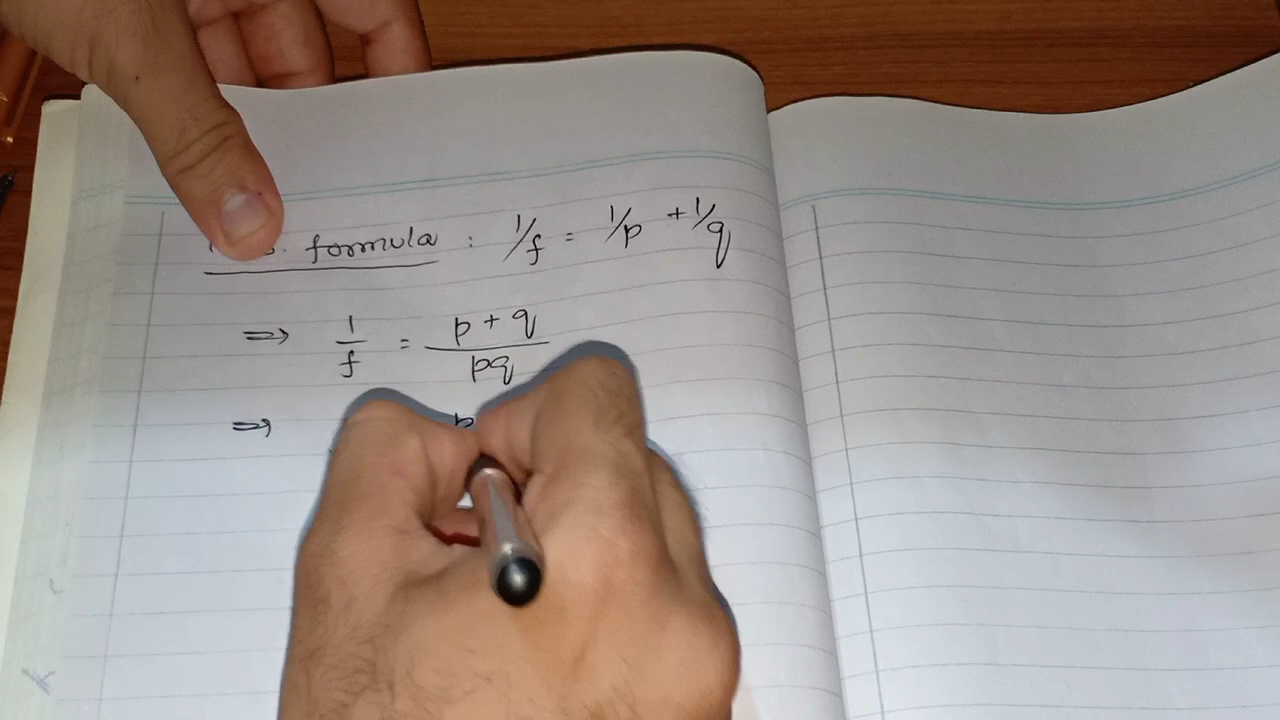 formula : 1/f = 1/p + 1/q
⇒ 1/f = p + q / pq
⇒